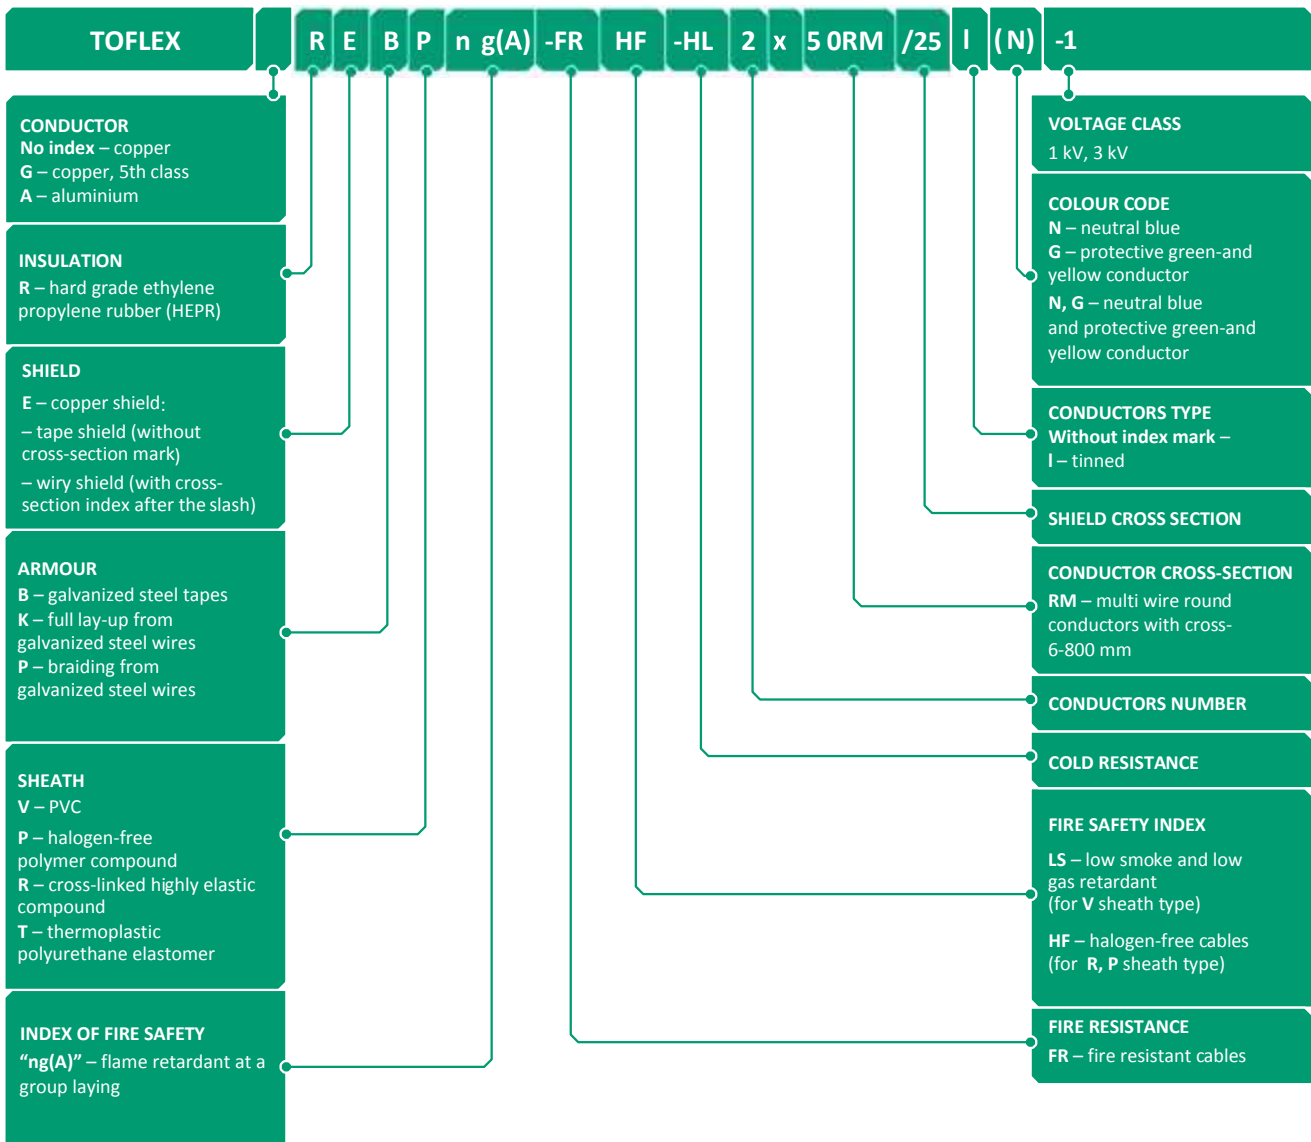 TOFLEX R E B P n g(A) -FR HF -HL 2 x 5 0RM /25 l (N) -1
CONDUCTOR
No index – copper
G – copper, 5th class
A – aluminium
INSULATION
R – hard grade ethylene
propylene rubber (HEPR)
SHIELD
E – copper shield:
– tape shield (without
cross-section mark)
– wiry shield (with cross-
section index after the slash)
ARMOUR
B – galvanized steel tapes
K – full lay-up from
galvanized steel wires
P – braiding from
galvanized steel wires
SHEATH
V – PVC
P – halogen-free
polymer compound
R – cross-linked highly elastic
compound
T – thermoplastic
polyurethane elastomer
INDEX OF FIRE SAFETY
“ng(A)” – flame retardant at a
group laying
VOLTAGE CLASS
1 kV, 3 kV
COLOUR CODE
N – neutral blue
G – protective green-and
yellow conductor
N, G – neutral blue
and protective green-and
yellow conductor
CONDUCTORS TYPE
Without index mark –
l – tinned
SHIELD CROSS SECTION
CONDUCTOR CROSS-SECTION
RM – multi wire round
conductors with cross-
6-800 mm
CONDUCTORS NUMBER
COLD RESISTANCE
FIRE SAFETY INDEX
LS – low smoke and low
gas retardant
(for V sheath type)
HF – halogen-free cables
(for R, P sheath type)
FIRE RESISTANCE
FR – fire resistant cables